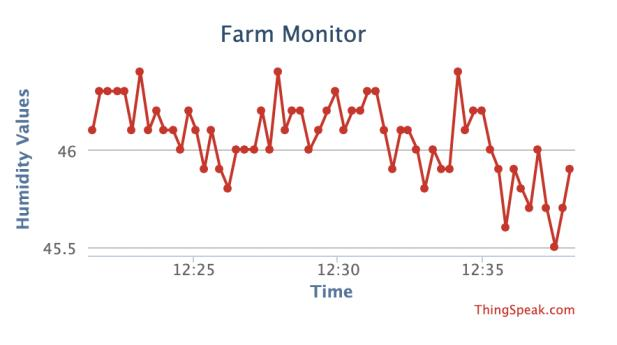 Farm Monitor
Humidity Values
46
45.5
12:25
12:30
12:35
Time
ThingSpeak.com